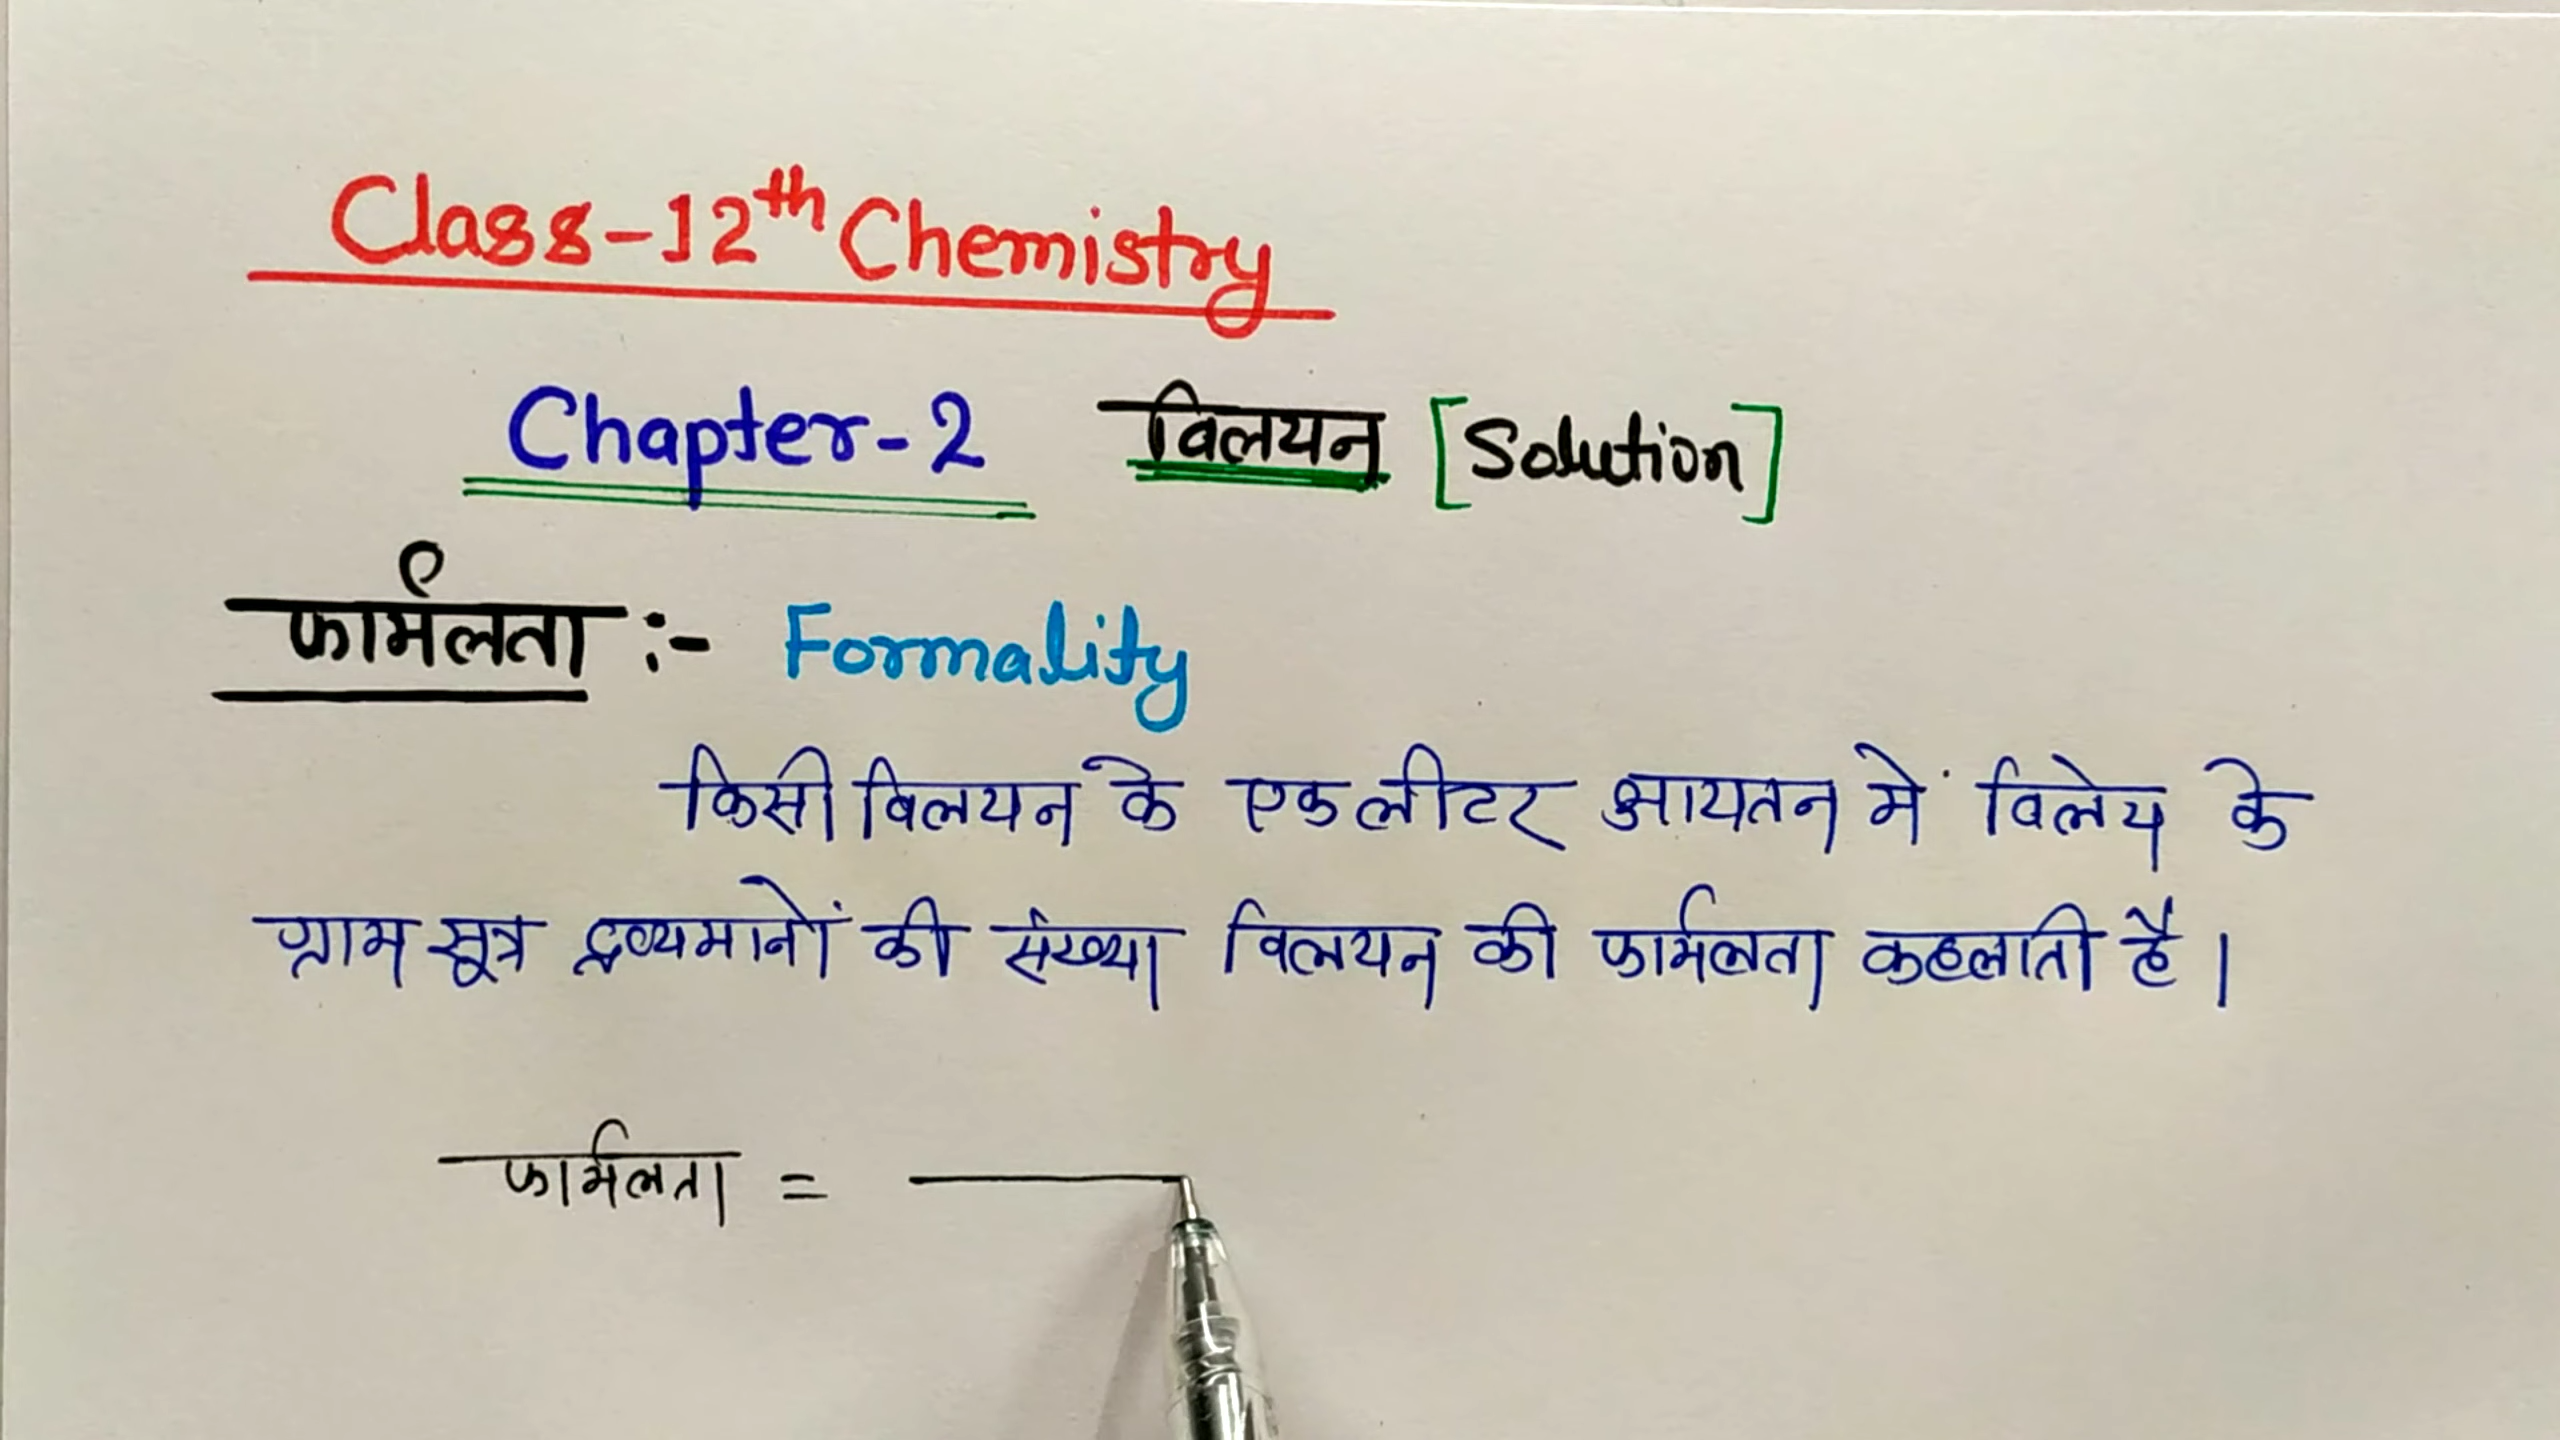 Class-12th Chemistry
Chapter-2 विलयन [Solution]
फार्मलता :- Formality
किसी विलयन के एक लीटर आयतन में विलेय के
ग्राम सूत्र द्रव्यमानों की संख्या विलयन की फार्मलता कहलाती है।
फार्मलता =